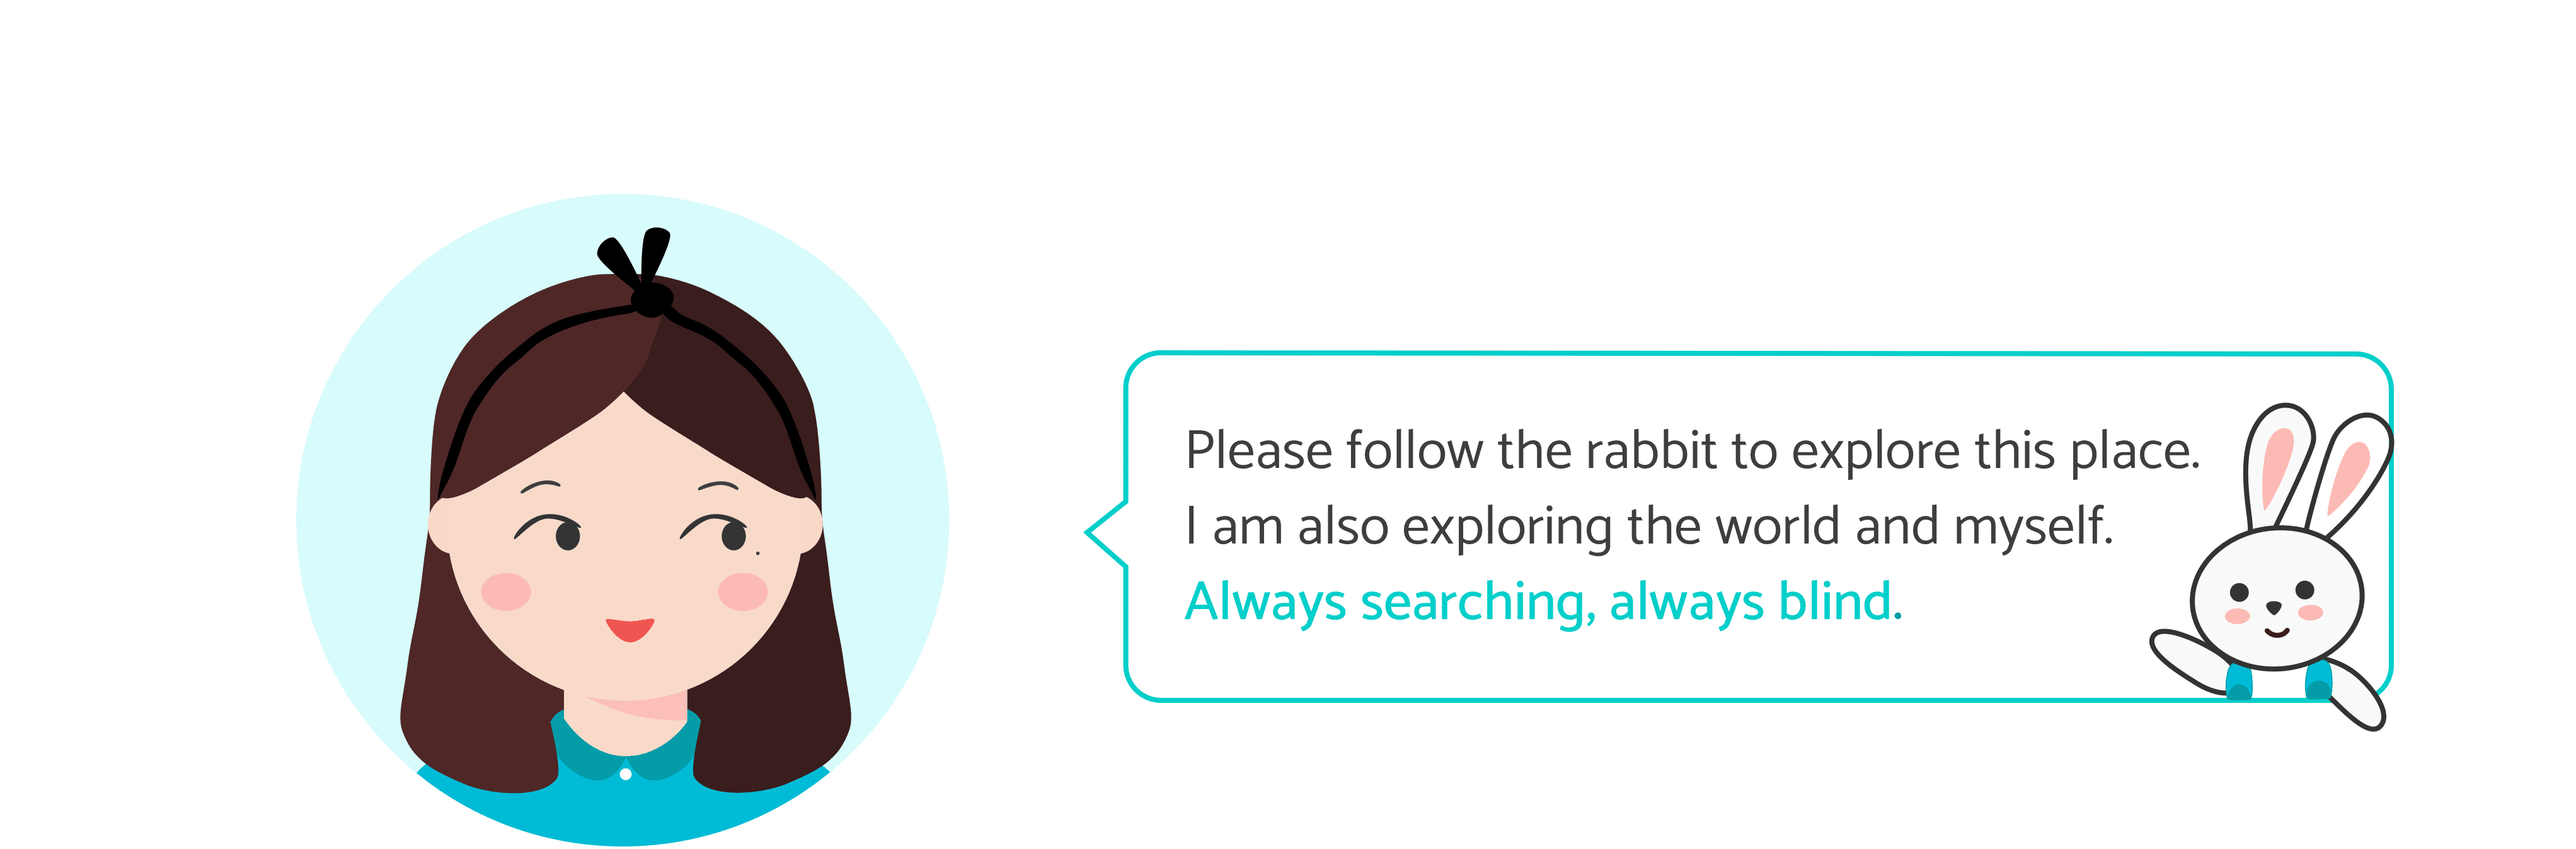 Please follow the rabbit to explore this place.
I am also exploring the world and myself.
Always searching, always blind.